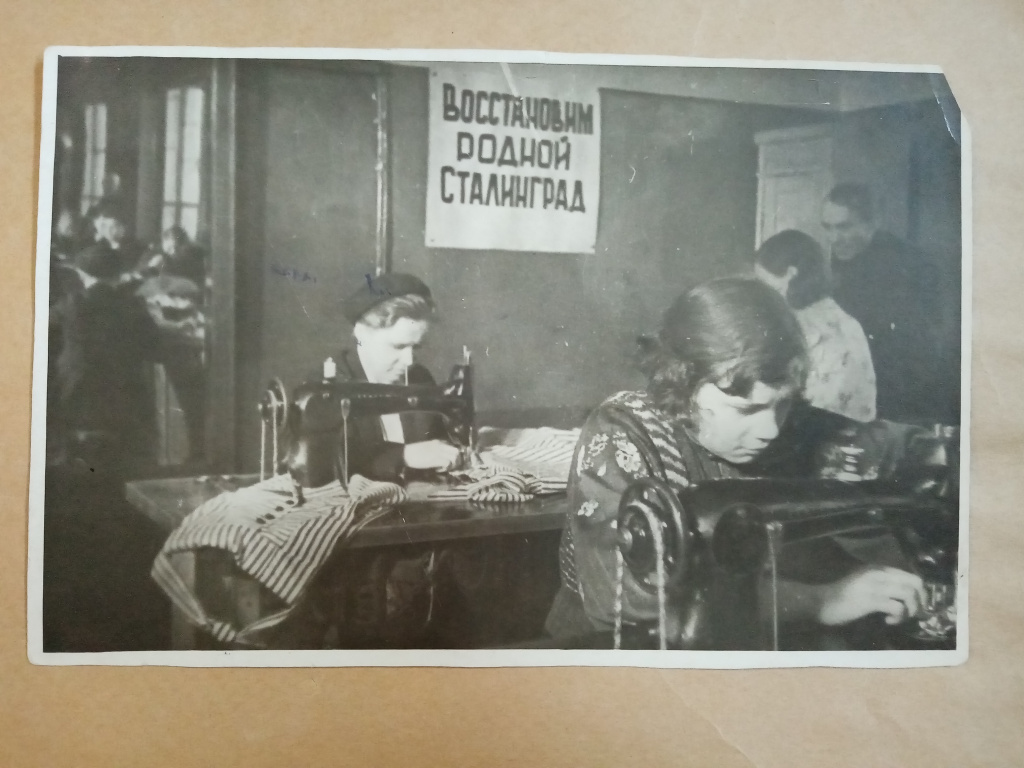 Восстановим
родной
Сталинград